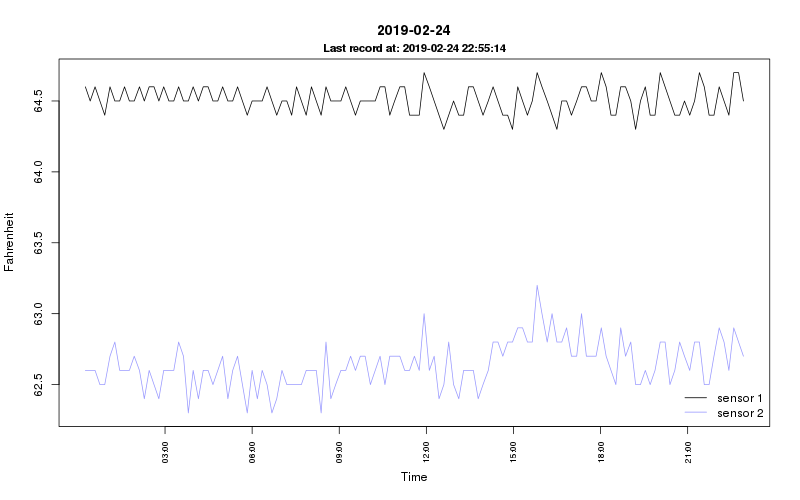 2019-02-24
Last record at: 2019-02-24 22:55:14
Fahrenheit
64.5
64.0
63.5
63.0
62.5
sensor 1
sensor 2
03:00 06:00 09:00 12:00 15:00 18:00 21:00
Time